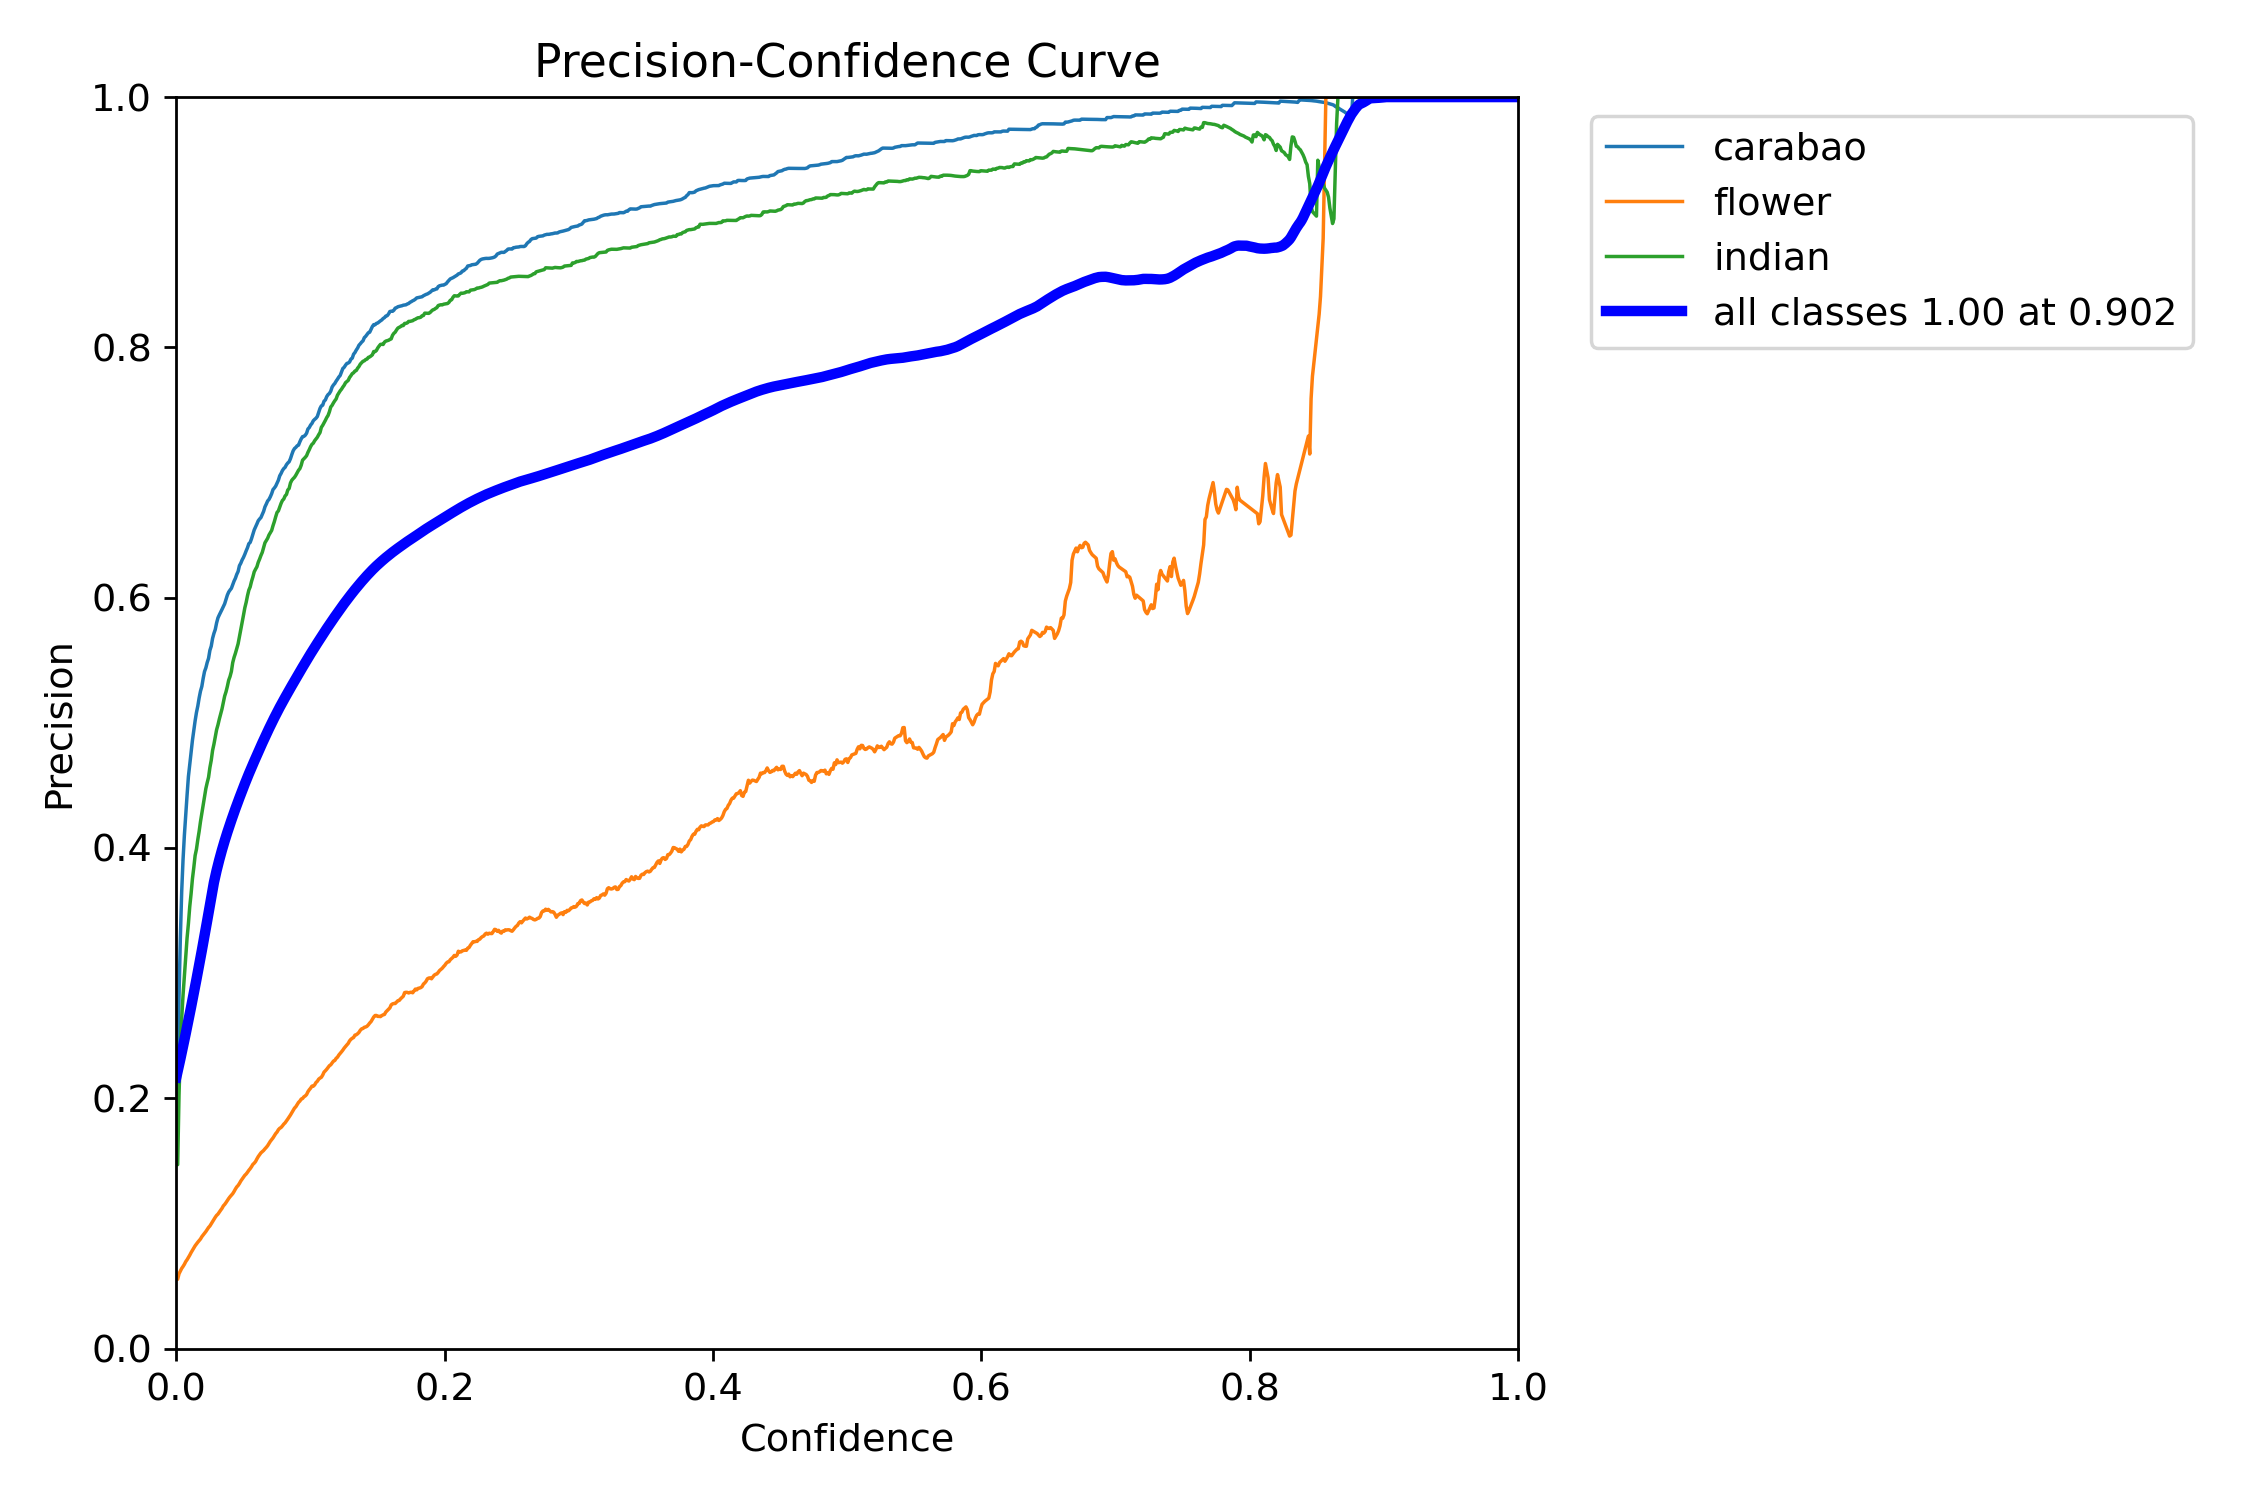 Precision-Confidence Curve
1.0
0.8
0.6
0.4
0.2
0.0
Precision
0.0 0.2 0.4 0.6 0.8 1.0
Confidence
carabao
flower
indian
all classes 1.00 at 0.902